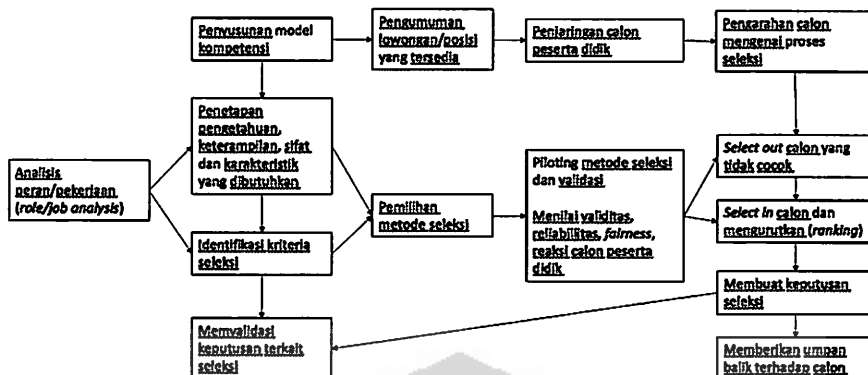 Penyusunan model
kompetensi
Pengumuman
lowongan/posisi
yang tersedia
Penjaringan calon
peserta didik
Pengarahan calon
mengenai proses
seleksi
Penetapan
pengetahuan,
keterampilan, sifat
dan karakteristik
yang dibutuhkan
Analisis
peran/pekerjaan
(role/job analysis)
Identifikasi kriteria
seleksi
Pemilihan
metode seleksi
Piloting metode seleksi
dan validasi
Menilai validitas,
reliabilitas, fairness,
reaksi calon peserta
didik
Select out calon yang
tidak cocok
Select in calon dan
mengurutkan (ranking)
Membuat keputusan
seleksi
Memvalidasi
keputusan terkait
seleksi
Memberikan umpan
balik terhadap calon